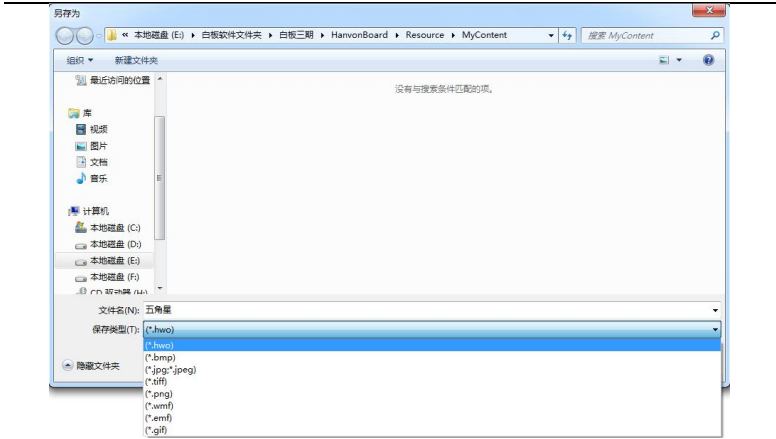 另存为
« 本地磁盘 (E:) 白板软件文件夹 白板三期 HanvonBoard Resource MyContent 搜索 MyContent
组织 新建文件夹
最近访问的位置
没有与搜索条件匹配的项。
库
视频
图片
文档
音乐
计算机
本地磁盘 (C:)
本地磁盘 (D:)
本地磁盘 (E:)
本地磁盘 (F:)
CD 驱动器 (H:)
文件名(N): 五角星
保存类型(T): (*.hwo)
(*.hwo)
(*.bmp)
(*.jpg;*.jpeg)
(*.tiff)
(*.png)
(*.wmf)
(*.emf)
(*.gif)
隐藏文件夹